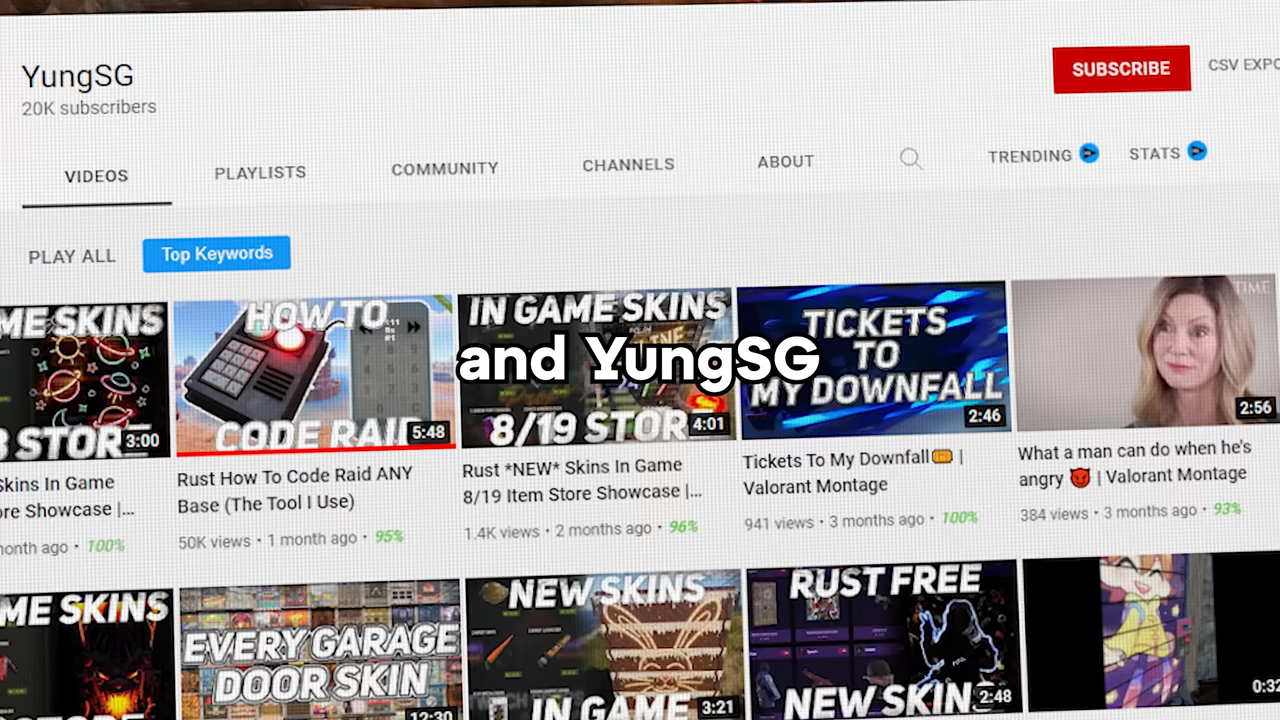 YungSG
20K subscribers
SUBSCRIBE
CSV EXPO
VIDEOS
PLAYLISTS
COMMUNITY
CHANNELS
ABOUT
TRENDING
STATS
PLAY ALL
Top Keywords
ME SKINS
STOR
3:00
HOW TO
CODE RAID
5:48
IN GAME SKINS
8/19 STOR
4:01
TICKETS
TO
MY DOWNFALL
2:46
TIME
2:56
and YungSG
Skins In Game
ore Showcase |...
month ago • 100%
Rust How To Code Raid ANY
Base (The Tool I Use)
50K views • 1 month ago • 95%
Rust *NEW* Skins In Game
8/19 Item Store Showcase |...
1.4K views • 2 months ago • 96%
Tickets To My Downfall🎟️ |
Valorant Montage
941 views • 3 months ago • 100%
What a man can do when he's
angry 😈 | Valorant Montage
384 views • 3 months ago • 93%
ME SKINS
EVERY GARAGE
DOOR SKIN
12:30
NEW SKINS
IN GAME
3:21
RUST FREE
NEW SKINS
2:48
0:32